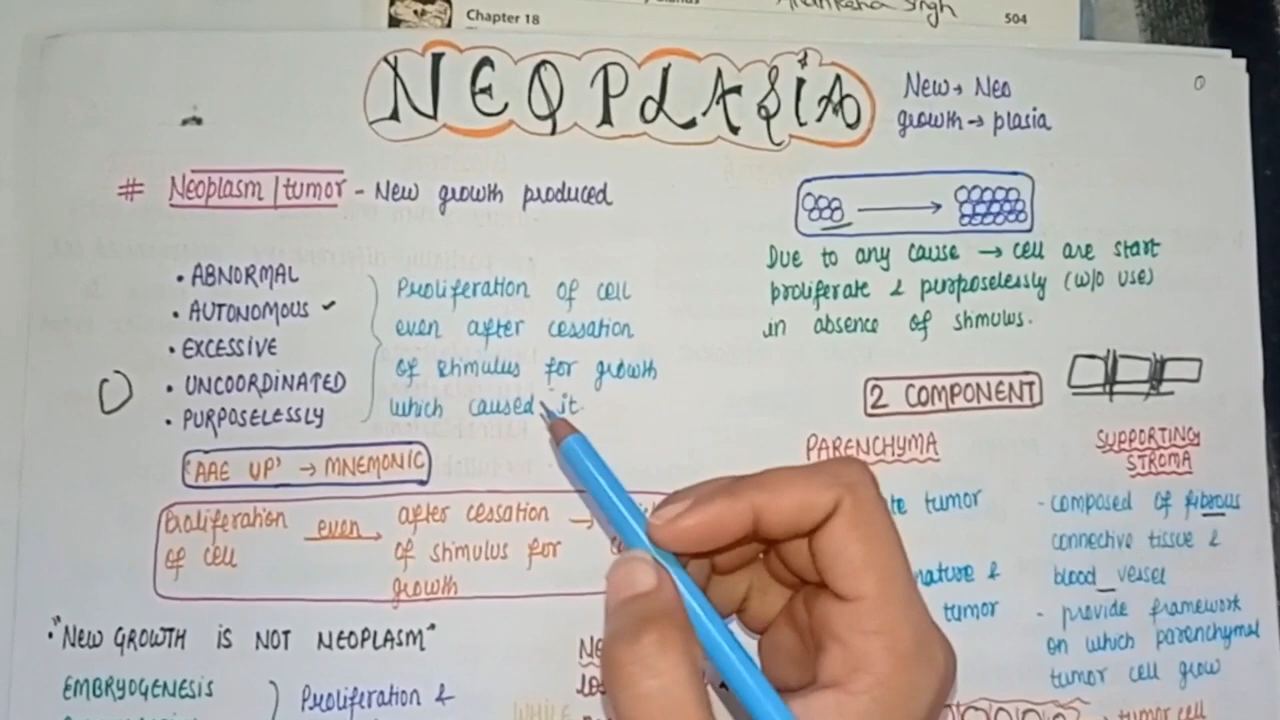 Chapter 18
Singh
504
NEOPLASIA
New → Neo
growth → plasia
# Neoplasm/tumor - New growth produced
• ABNORMAL
• AUTONOMOUS
• EXCESSIVE
• UNCOORDINATED
• PURPOSELESSLY
Proliferation of cell
even after cessation
of stimulus for growth
which caused it.
'AAE UP' → MNEMONIC
Proliferation even after cessation →
of cell of stimulus for
growth
"NEW GROWTH IS NOT NEOPLASM"
EMBRYOGENESIS
Proliferation &
WHILE
Due to any cause → cell are start
proliferate & purposelessly (w/o use)
in absence of stimulus.
2 COMPONENT
PARENCHYMA
tumor
tumor
SUPPORTING
STROMA
- composed of fibrous
connective tissue &
blood vessel
- provide framework
on which parenchymal
tumor cell grow
tumor cell